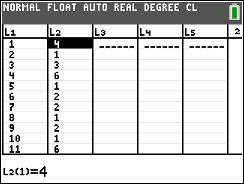 NORMAL FLOAT AUTO REAL DEGREE CL
L1 L2 L3 L4 L5 2
1 4 ------ ------ ------
2 1
3 3
4 6
5 1
6 2
7 2
8 1
9 2
10 1
11 6
L2(1)=4